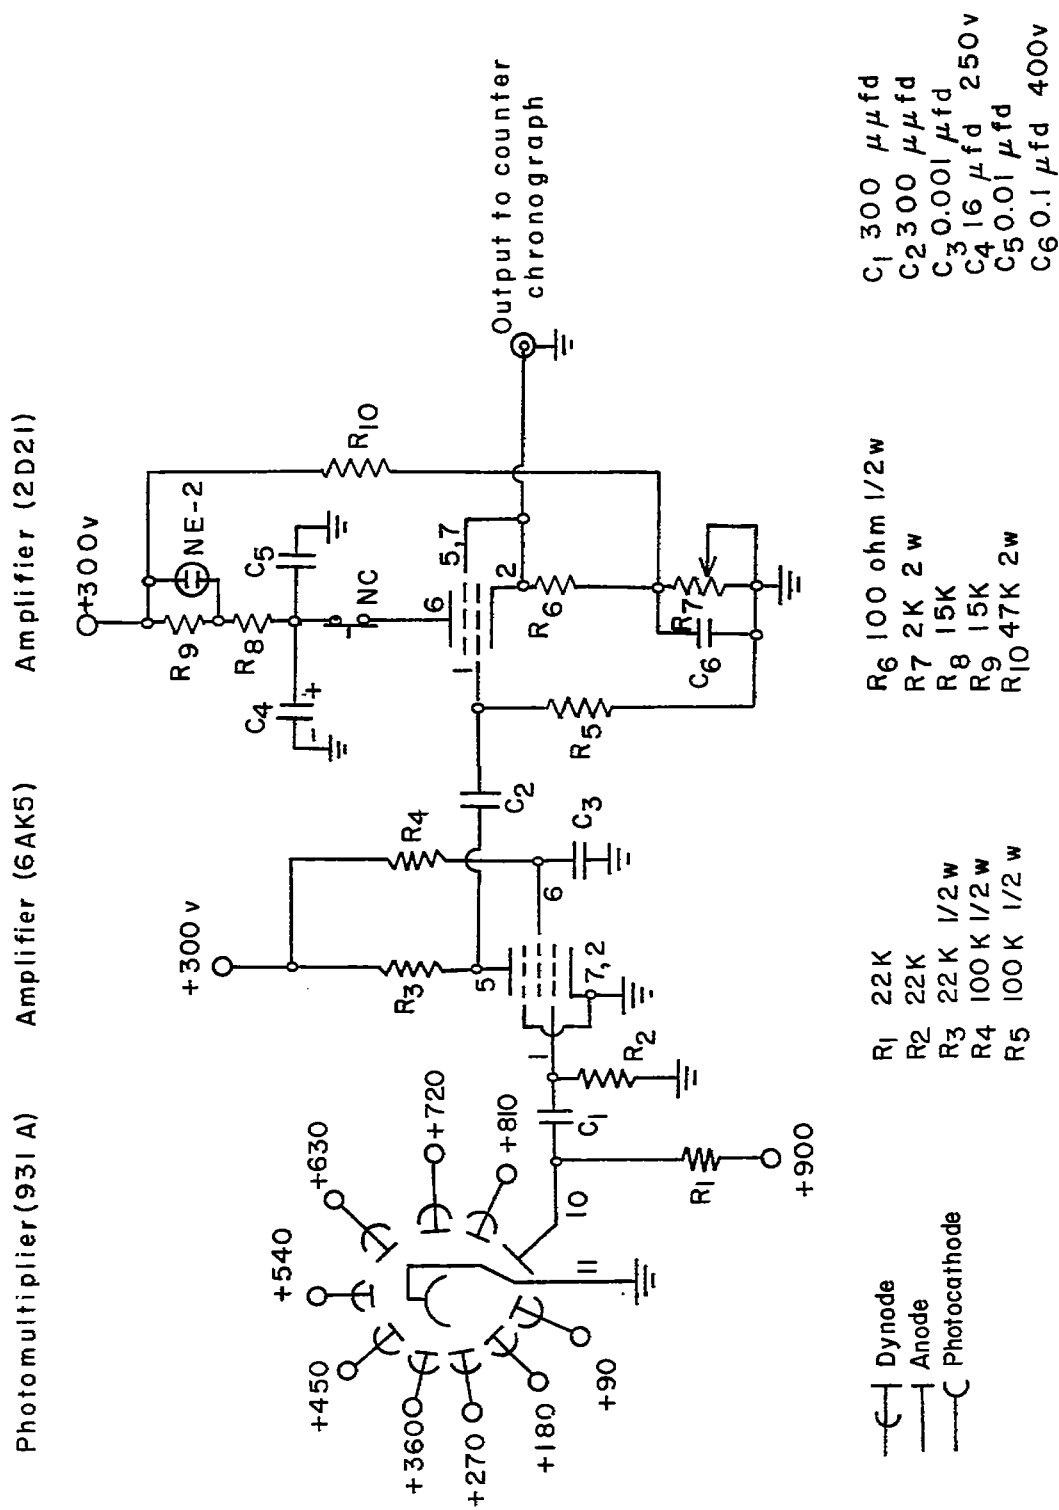 Photomultiplier (931 A)
Amplifier (6AK5)
Amplifier (2D21)
+90
+180
+270
+360
+450
+540
+630
+720
+810
+900
10
11
R1
C1
R2
1
+300v
R3
R4
5
6
7, 2
C3
C2
+300v
R9
NE-2
R8
C4
- +
C5
NC
R10
6
5,7
1
2
R5
R6
R7
C6
Output to counter
chronograph
Dynode
Anode
Photocathode
R1 22K
R2 22K
R3 22K 1/2w
R4 100K 1/2w
R5 100K 1/2w
R6 100 ohm 1/2w
R7 2K 2w
R8 15K
R9 15K
R10 47K 2w
C1 300 μμfd
C2 300 μμfd
C3 0.001 μfd
C4 16 μfd 250v
C5 0.01 μfd
C6 0.1 μfd 400v